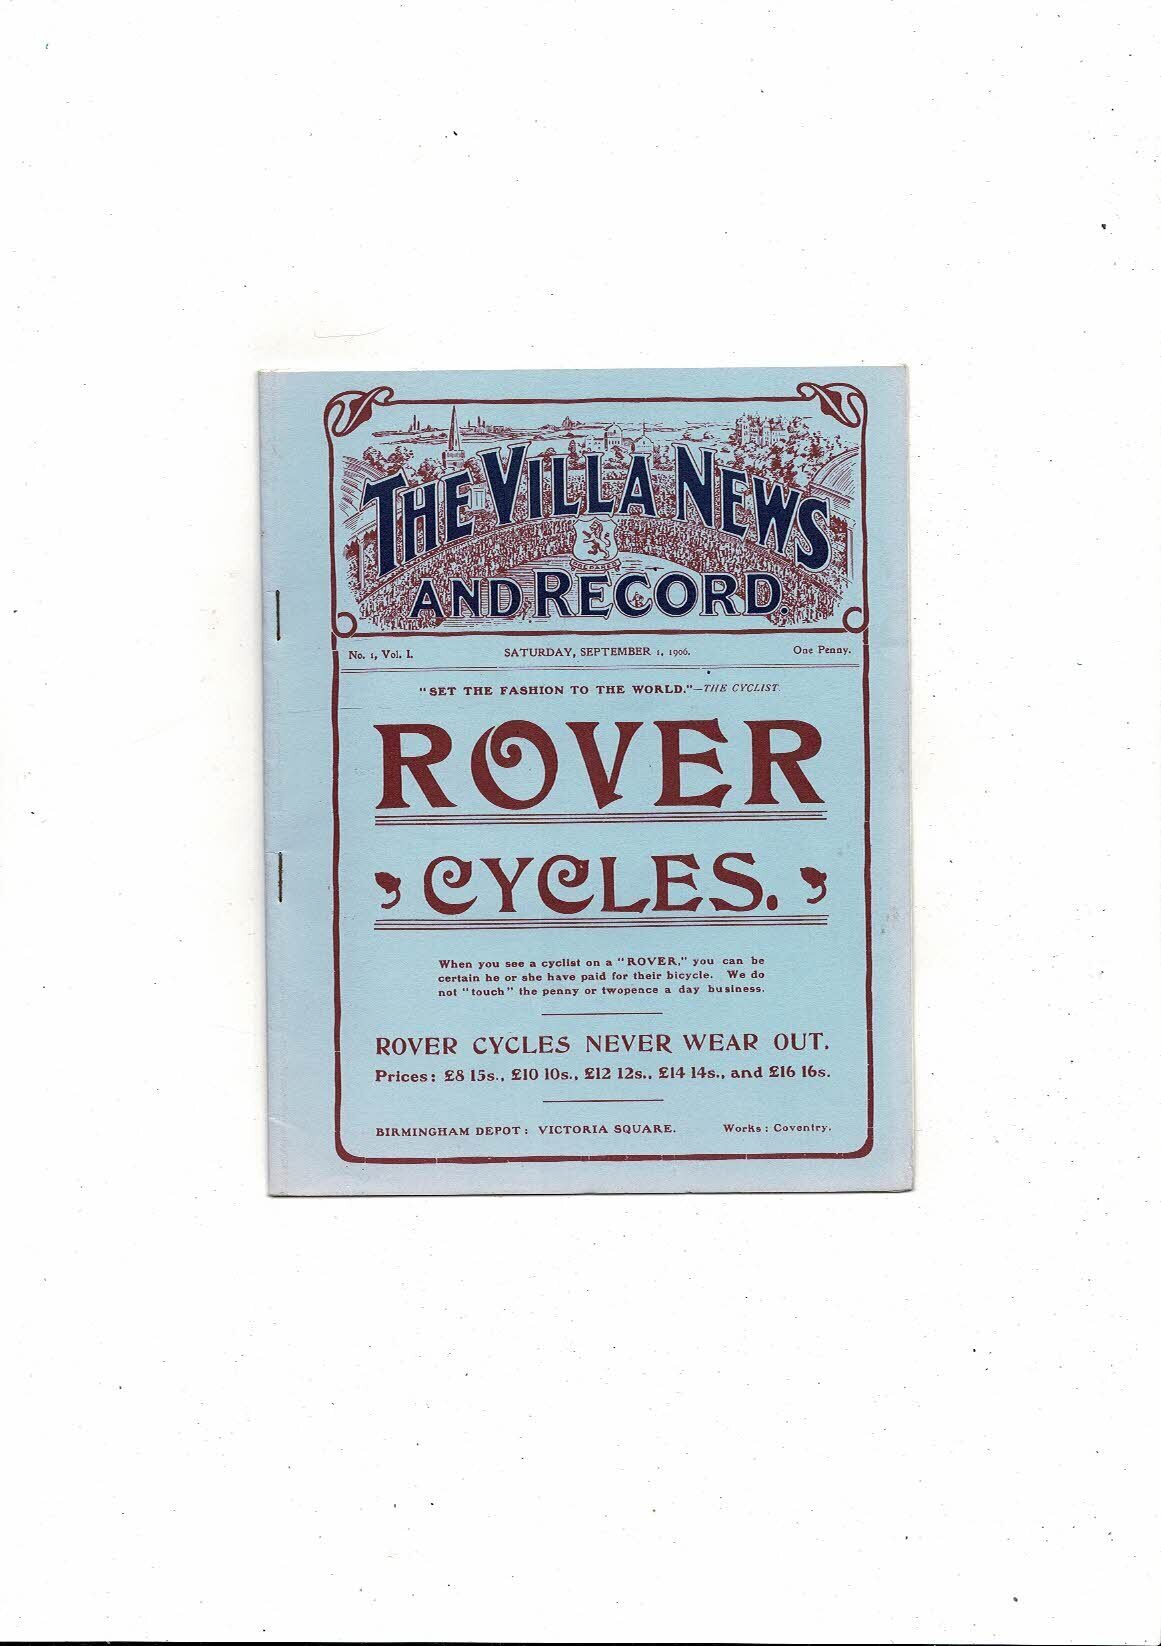 THE VILLA NEWS
AND RECORD.
PREPARED
No. 1, Vol. I. SATURDAY, SEPTEMBER 1, 1906. One Penny.
"SET THE FASHION TO THE WORLD."—THE CYCLIST.
ROVER
CYCLES.
When you see a cyclist on a "ROVER," you can be
certain he or she have paid for their bicycle. We do
not "touch" the penny or twopence a day business.
ROVER CYCLES NEVER WEAR OUT.
Prices: £8 15s., £10 10s., £12 12s., £14 14s., and £16 16s.
BIRMINGHAM DEPOT: VICTORIA SQUARE. Works: Coventry.